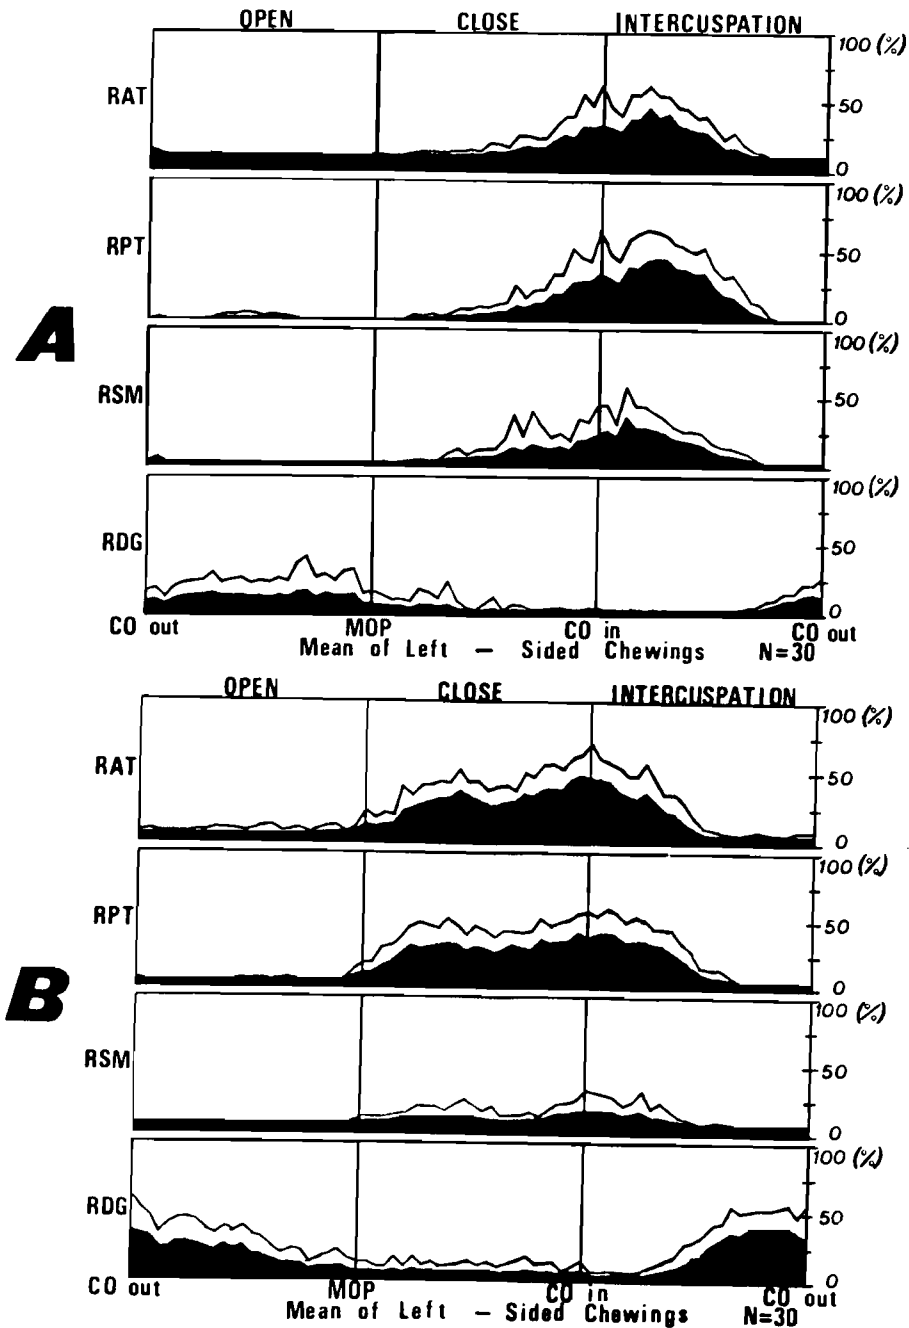 OPEN CLOSE INTERCUSPATION
100 (%)
RAT
50
0
100 (%)
RPT
50
0
A
100 (%)
RSM
50
0
100 (%)
RDG
50
0
CO out MOP CO in CO out
Mean of Left – Sided Chewings N=30
OPEN CLOSE INTERCUSPATION
100 (%)
RAT
50
0
100 (%)
RPT
50
0
B
100 (%)
RSM
50
0
100 (%)
RDG
50
0
CO out MOP CO in CO out
Mean of Left – Sided Chewings N=30